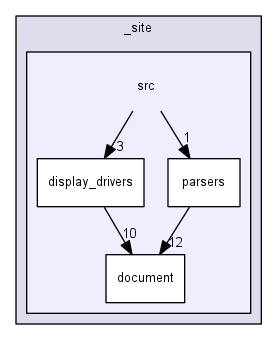 _site
src
3
1
display_drivers
parsers
10
12
document